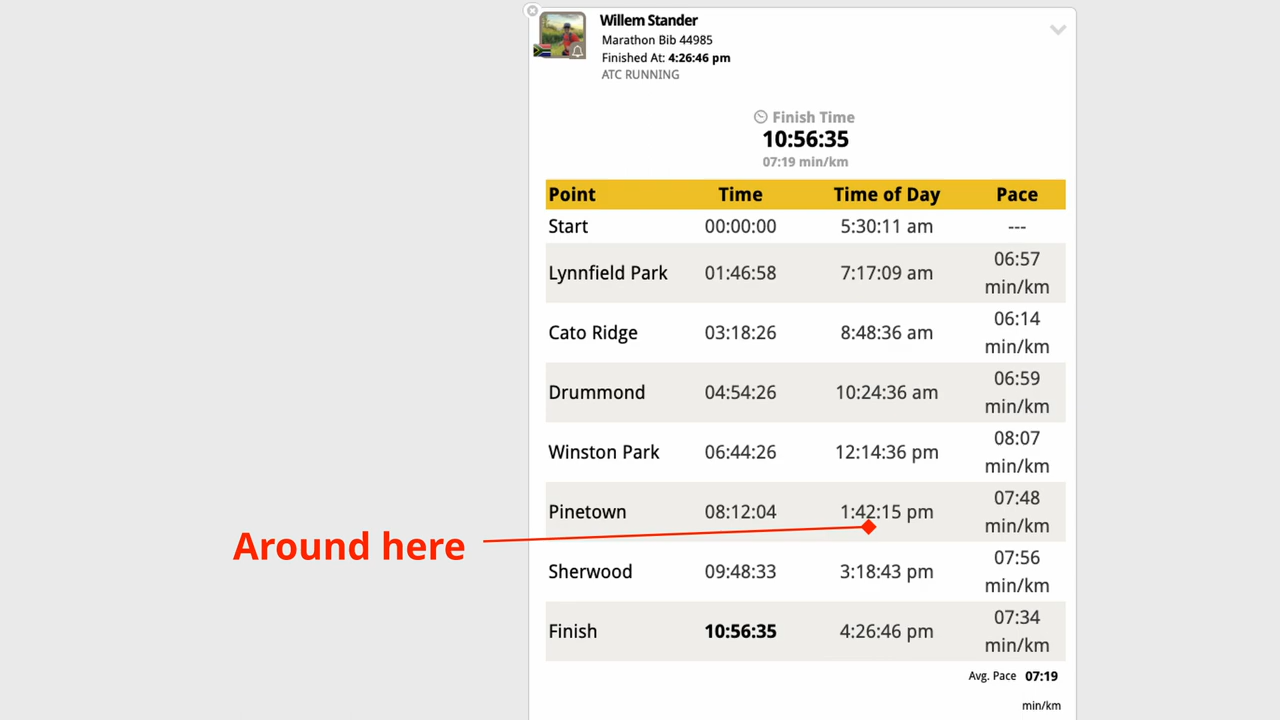 Willem Stander
Marathon Bib 44985
Finished At: 4:26:46 pm
ATC RUNNING
Finish Time
10:56:35
07:19 min/km
Point Time Time of Day Pace
Start 00:00:00 5:30:11 am ---
Lynnfield Park 01:46:58 7:17:09 am 06:57 min/km
Cato Ridge 03:18:26 8:48:36 am 06:14 min/km
Drummond 04:54:26 10:24:36 am 06:59 min/km
Winston Park 06:44:26 12:14:36 pm 08:07 min/km
Pinetown 08:12:04 1:42:15 pm 07:48 min/km
Around here
Sherwood 09:48:33 3:18:43 pm 07:56 min/km
Finish 10:56:35 4:26:46 pm 07:34 min/km
Avg. Pace 07:19
min/km